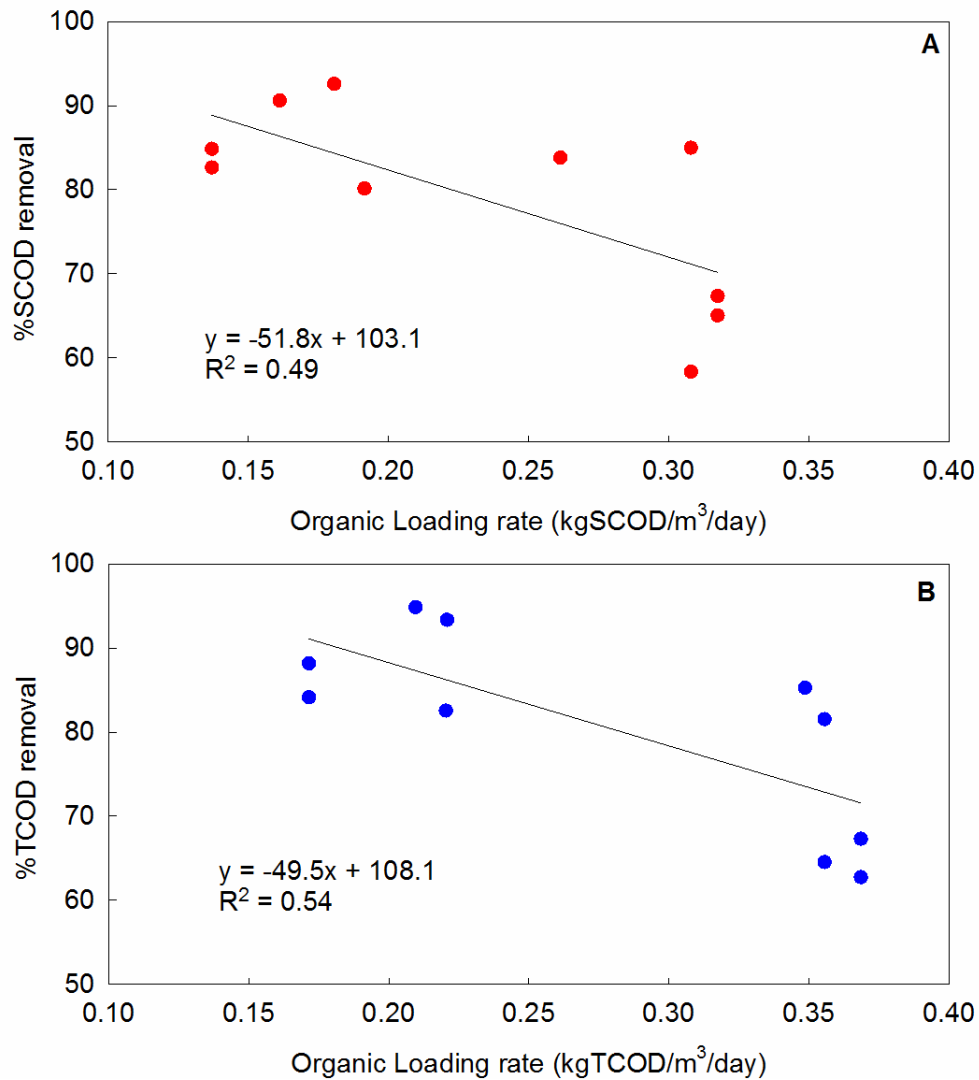 A
100
90
80
70
60
50
%SCOD removal
y = -51.8x + 103.1
R² = 0.49
0.10 0.15 0.20 0.25 0.30 0.35 0.40
Organic Loading rate (kgSCOD/m³/day)
B
100
90
80
70
60
50
%TCOD removal
y = -49.5x + 108.1
R² = 0.54
0.10 0.15 0.20 0.25 0.30 0.35 0.40
Organic Loading rate (kgTCOD/m³/day)